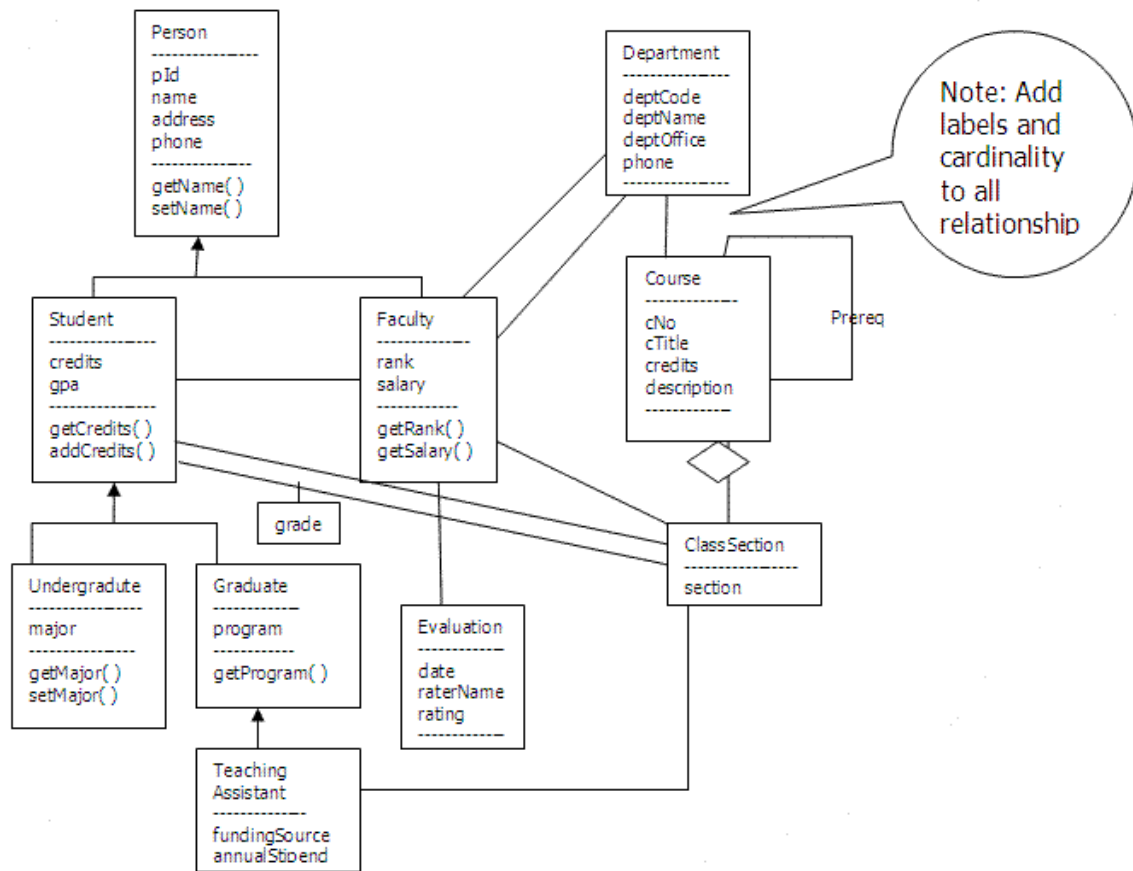 Person
------------------
pId
name
address
phone
-----------------
getName( )
setName( )
Department
------------------
deptCode
deptName
deptOffice
phone
------------------
Note: Add
labels and
cardinality
to all
relationship
Student
------------------
credits
gpa
------------------
getCredits( )
addCredits( )
Faculty
----------------
rank
salary
--------------
getRank( )
getSalary( )
Course
----------------
cNo
cTitle
credits
description
---------------
Prereq
grade
ClassSection
-------------------
section
Undergradute
-------------------
major
------------------
getMajor( )
setMajor( )
Graduate
--------------
program
--------------
getProgram( )
Evaluation
---------------
date
raterName
rating
---------------
Teaching
Assistant
----------------
fundingSource
annualStipend